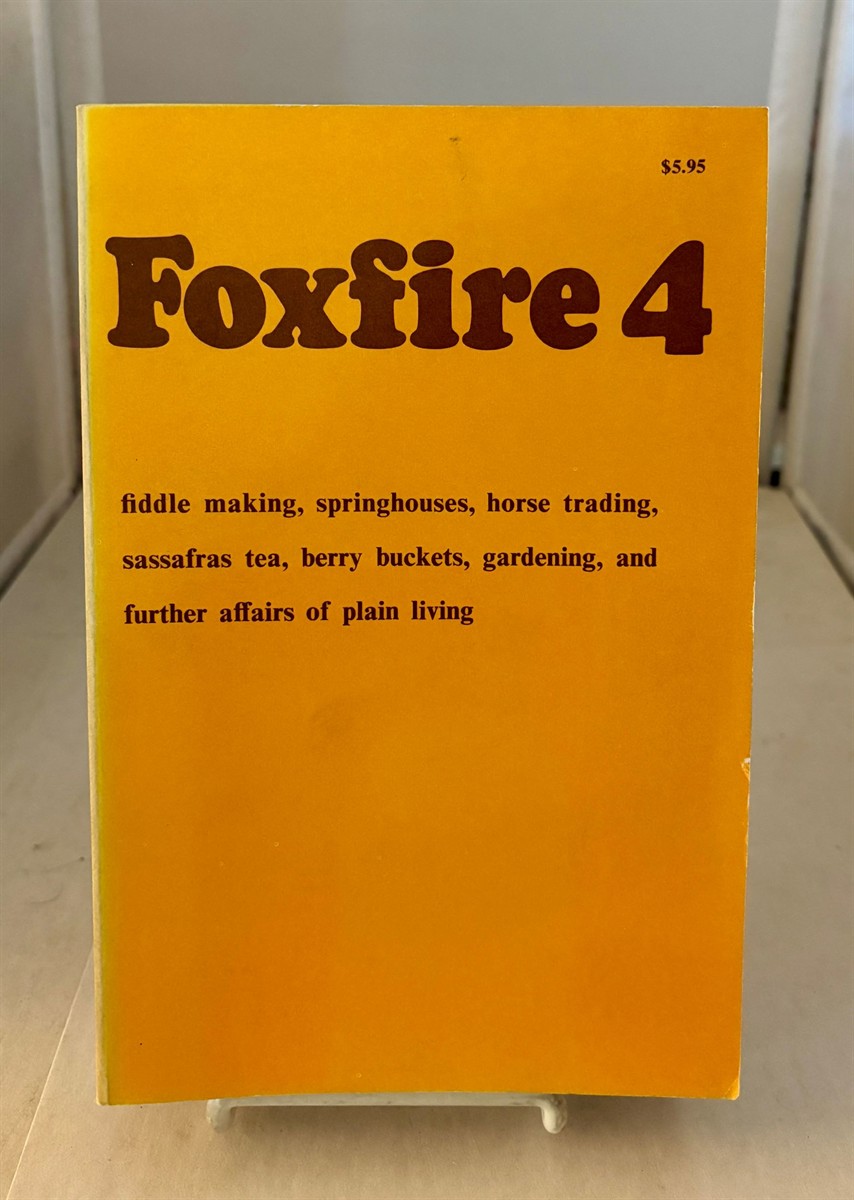 $5.95
Foxfire 4
fiddle making, springhouses, horse trading,
sassafras tea, berry buckets, gardening, and
further affairs of plain living